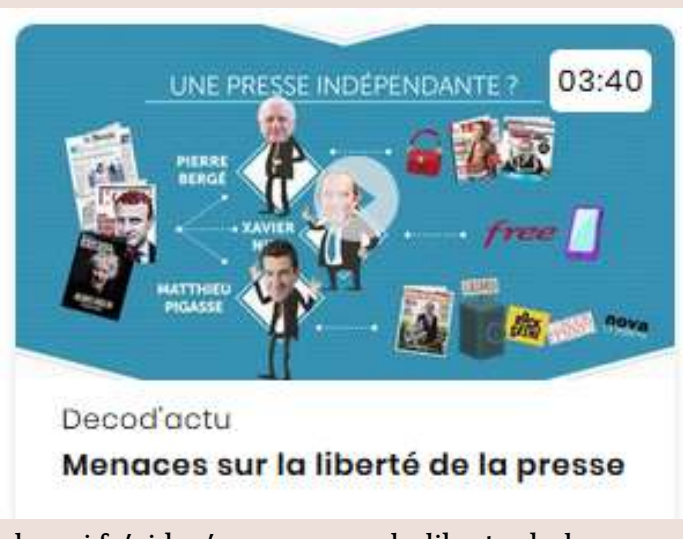 UNE PRESSE INDÉPENDANTE ?
03:40
PIERRE
BERGÉ
XAVIER
MATTHIEU
PIGASSE
free
nova
Decod'actu
Menaces sur la liberté de la presse